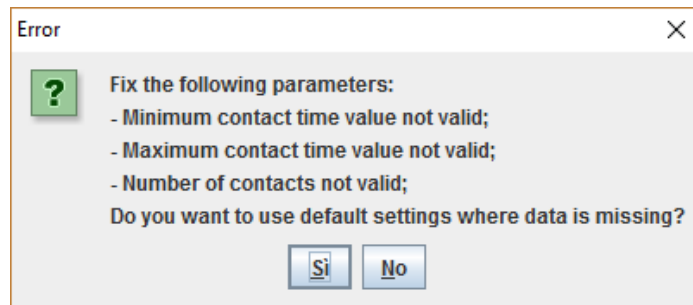 Error
Fix the following parameters:
- Minimum contact time value not valid;
- Maximum contact time value not valid;
- Number of contacts not valid;
Do you want to use default settings where data is missing?
Sì No